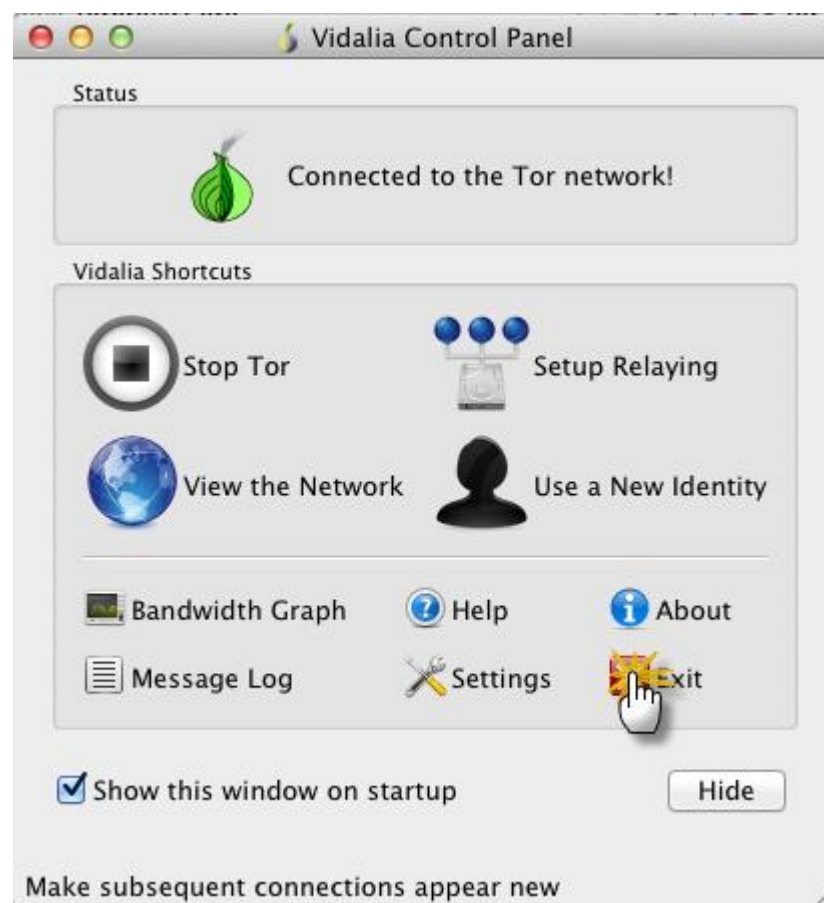 Vidalia Control Panel
Status
Connected to the Tor network!
Vidalia Shortcuts
Stop Tor
Setup Relaying
View the Network
Use a New Identity
Bandwidth Graph
Help
About
Message Log
Settings
Exit
Show this window on startup
Hide
Make subsequent connections appear new